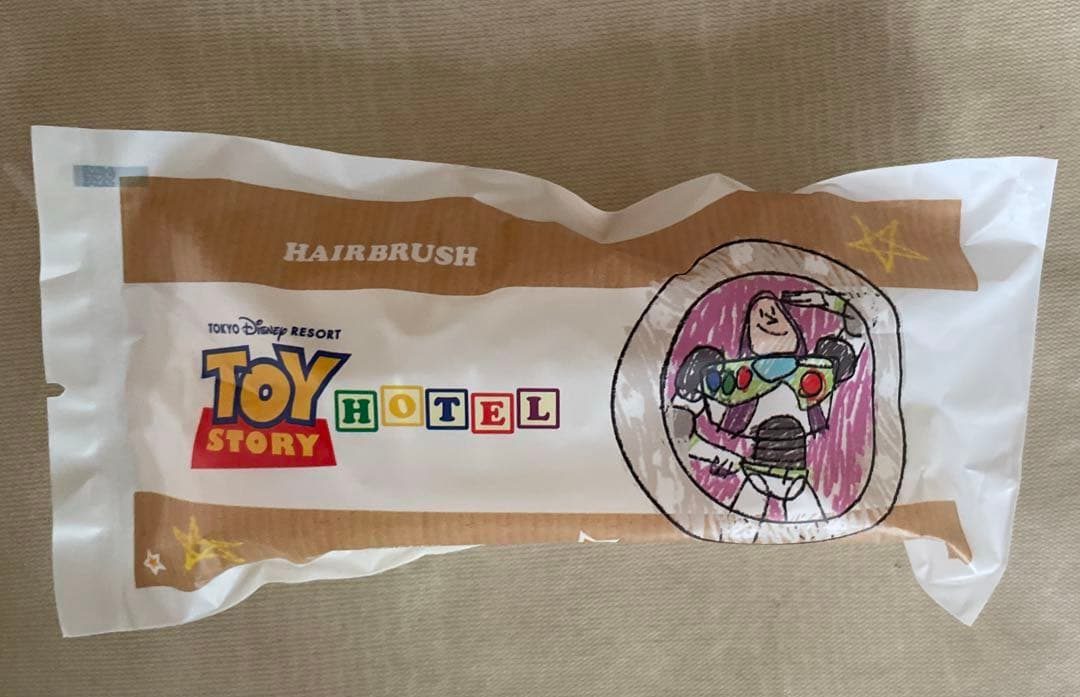 HAIRBRUSH
TOKYO Disney RESORT
TOY
STORY
HOTEL